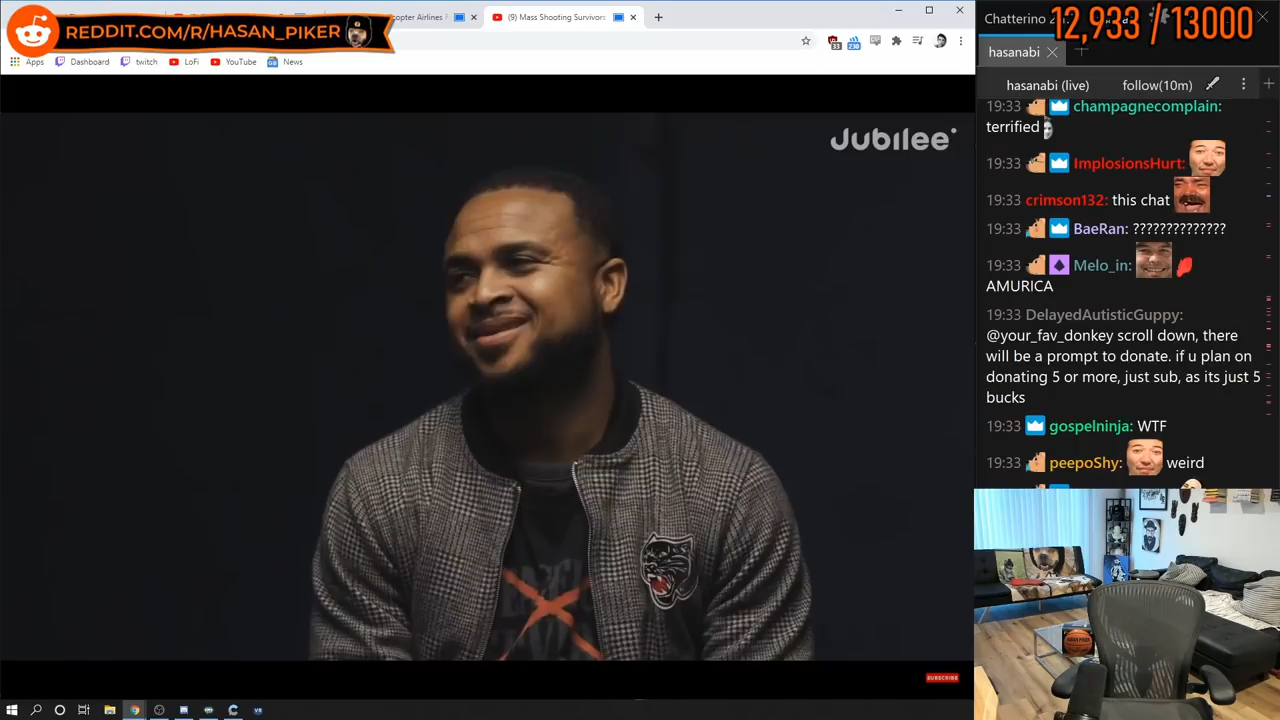 REDDIT.COM/R/HASAN_PIKER
copter Airlines
(9) Mass Shooting Survivors
Apps
Dashboard
twitch
LoFi
YouTube
News
33
230
Jubilee
SUBSCRIBE
Chatterino 2
12,933 / 13000
hasanabi
hasanabi (live)
follow(10m)
19:33 champagnecomplain:
terrified
19:33 ImplosionsHurt:
19:33 crimson132: this chat
19:33 BaeRan: ??????????????
19:33 Melo_in:
AMURICA
19:33 DelayedAutisticGuppy:
@your_fav_donkey scroll down, there
will be a prompt to donate. if u plan on
donating 5 or more, just sub, as its just 5
bucks
19:33 gospelninja: WTF
19:33 peepoShy: weird